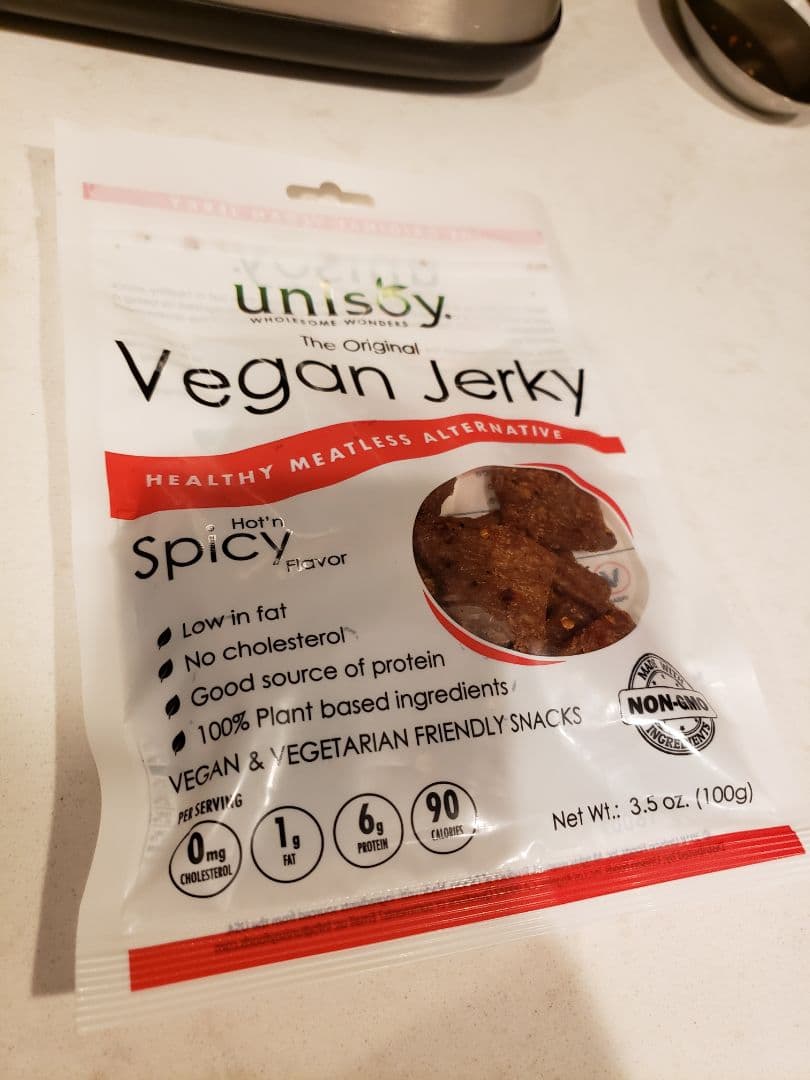 unisoy.
WHOLESOME WONDERS
The Original
Vegan Jerky
HEALTHY MEATLESS ALTERNATIVE
Hot'n
Spicy
Flavor
Low in fat
No cholesterol
Good source of protein
100% Plant based ingredients
VEGAN & VEGETARIAN FRIENDLY SNACKS
MADE WITH
NON-GMO
INGREDIENTS
PER SERVING
0mg
CHOLESTEROL
1g
FAT
6g
PROTEIN
90
CALORIES
Net Wt.: 3.5 oz. (100g)